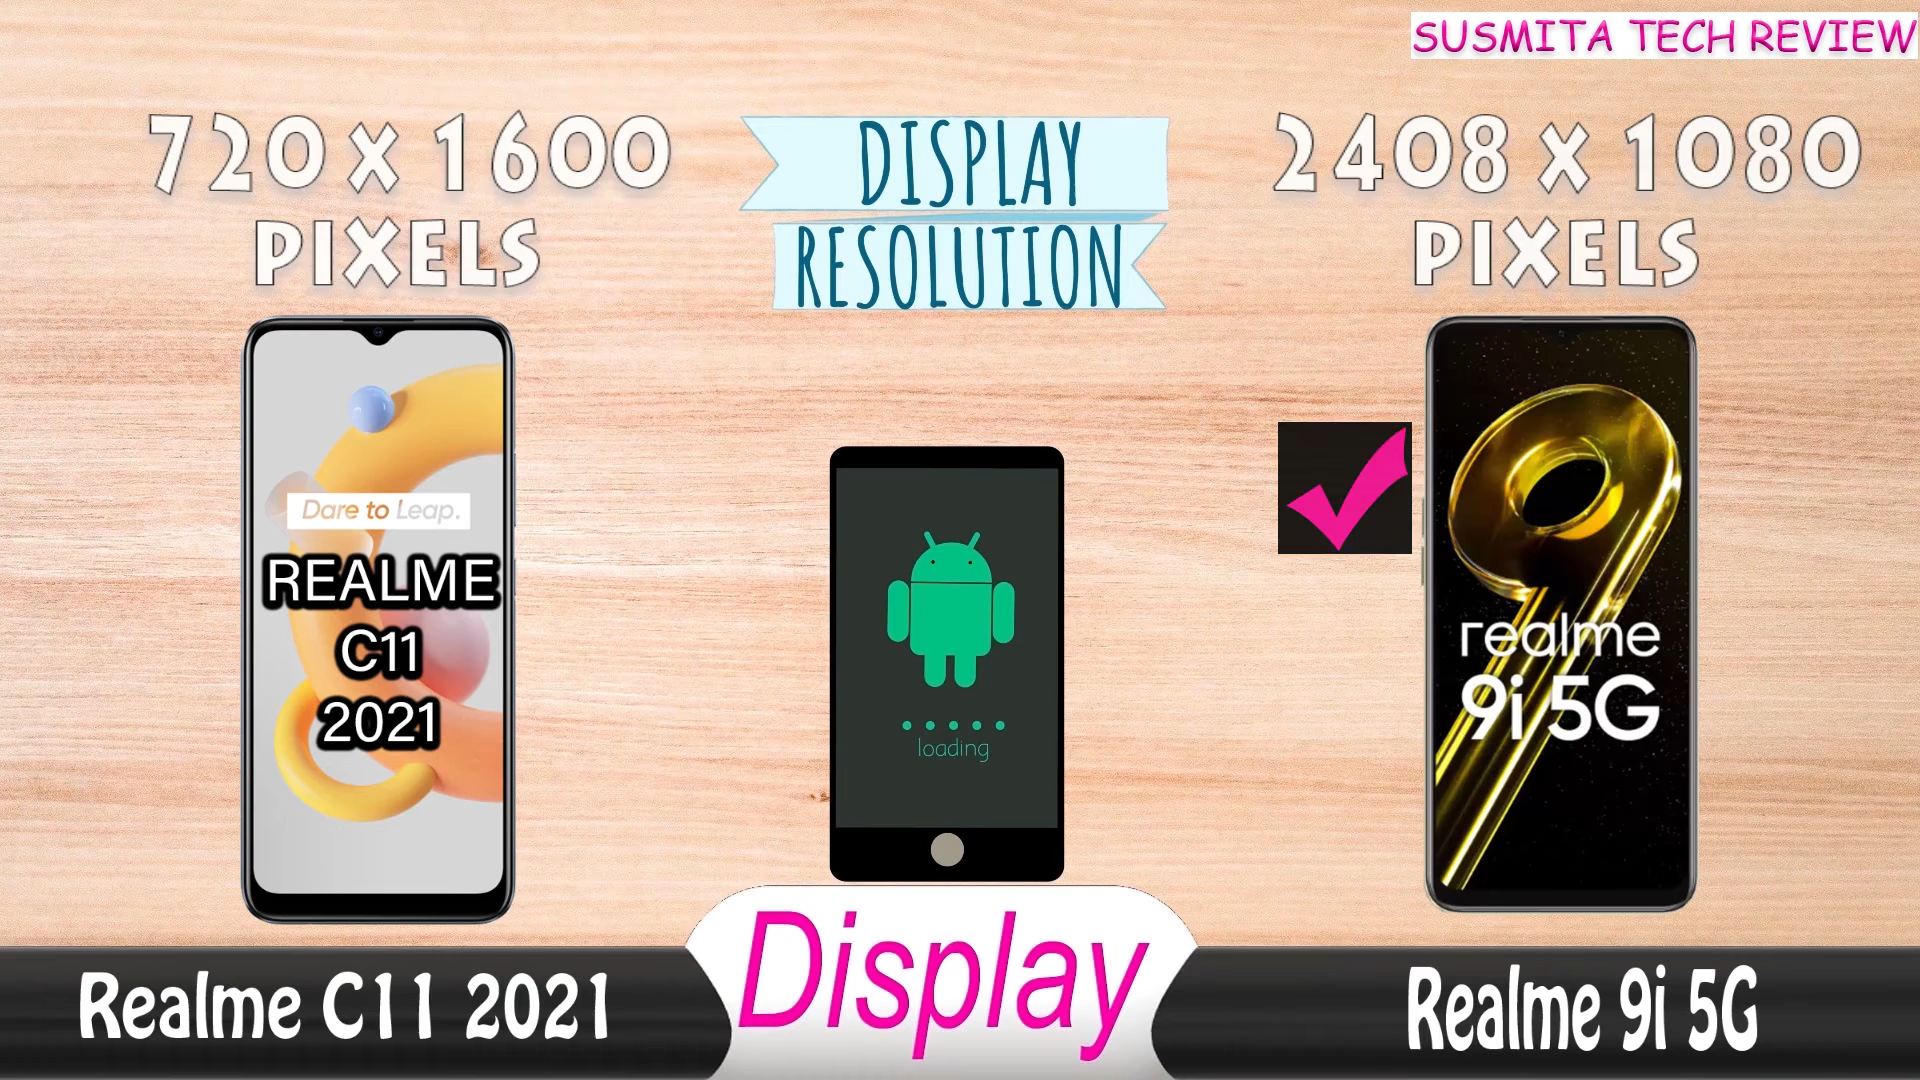 SUSMITA TECH REVIEW
720 x 1600
PIXELS
DISPLAY
RESOLUTION
2408 x 1080
PIXELS
Dare to Leap.
REALME
C11
2021
loading
realme
9i 5G
Realme C11 2021
Display
Realme 9i 5G